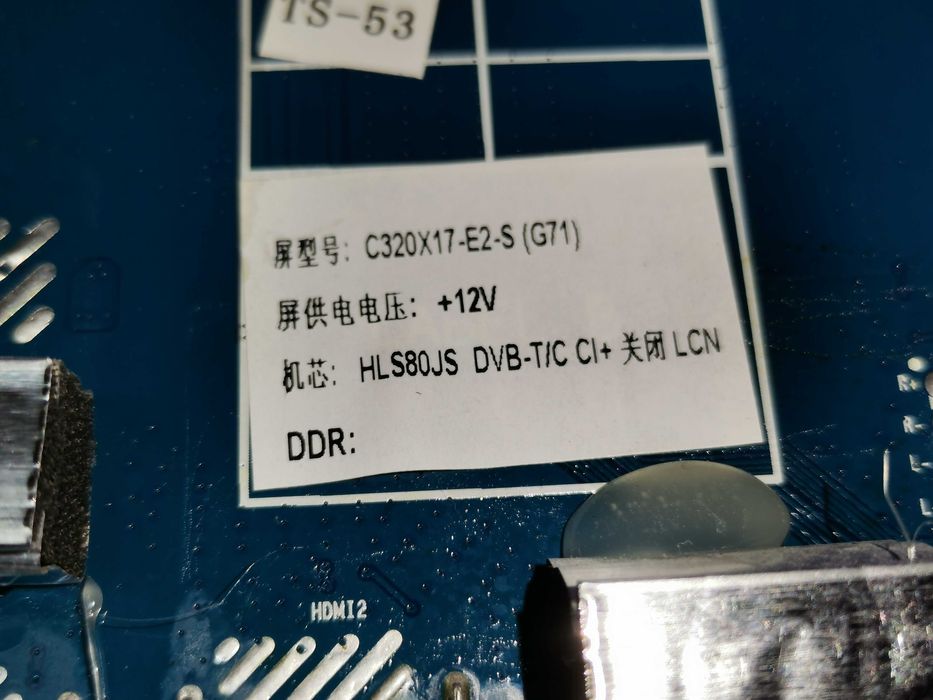 TS-53
屏型号: C320X17-E2-S (G71)
屏供电电压: +12V
机芯: HLS80JS DVB-T/C CI+ 关闭 LCN
DDR:
R+
R-
L+
L-
HDMI2